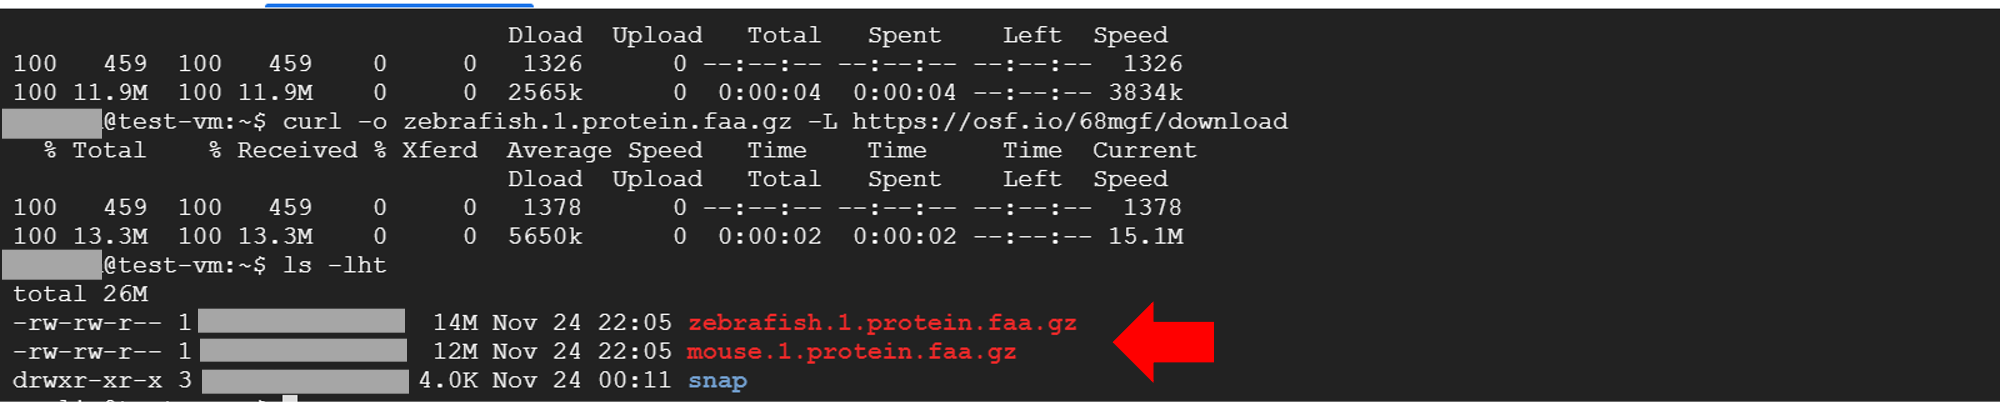 Dload Upload Total Spent Left Speed
100 459 100 459 0 0 1326 0 --:--:-- --:--:-- --:--:-- 1326
100 11.9M 100 11.9M 0 0 2565k 0 0:00:04 0:00:04 --:--:-- 3834k
@test-vm:~$ curl -o zebrafish.1.protein.faa.gz -L https://osf.io/68mgf/download
% Total % Received % Xferd Average Speed Time Time Time Current
Dload Upload Total Spent Left Speed
100 459 100 459 0 0 1378 0 --:--:-- --:--:-- --:--:-- 1378
100 13.3M 100 13.3M 0 0 5650k 0 0:00:02 0:00:02 --:--:-- 15.1M
@test-vm:~$ ls -lht
total 26M
-rw-rw-r-- 1 14M Nov 24 22:05 zebrafish.1.protein.faa.gz
-rw-rw-r-- 1 12M Nov 24 22:05 mouse.1.protein.faa.gz
drwxr-xr-x 3 4.0K Nov 24 00:11 snap